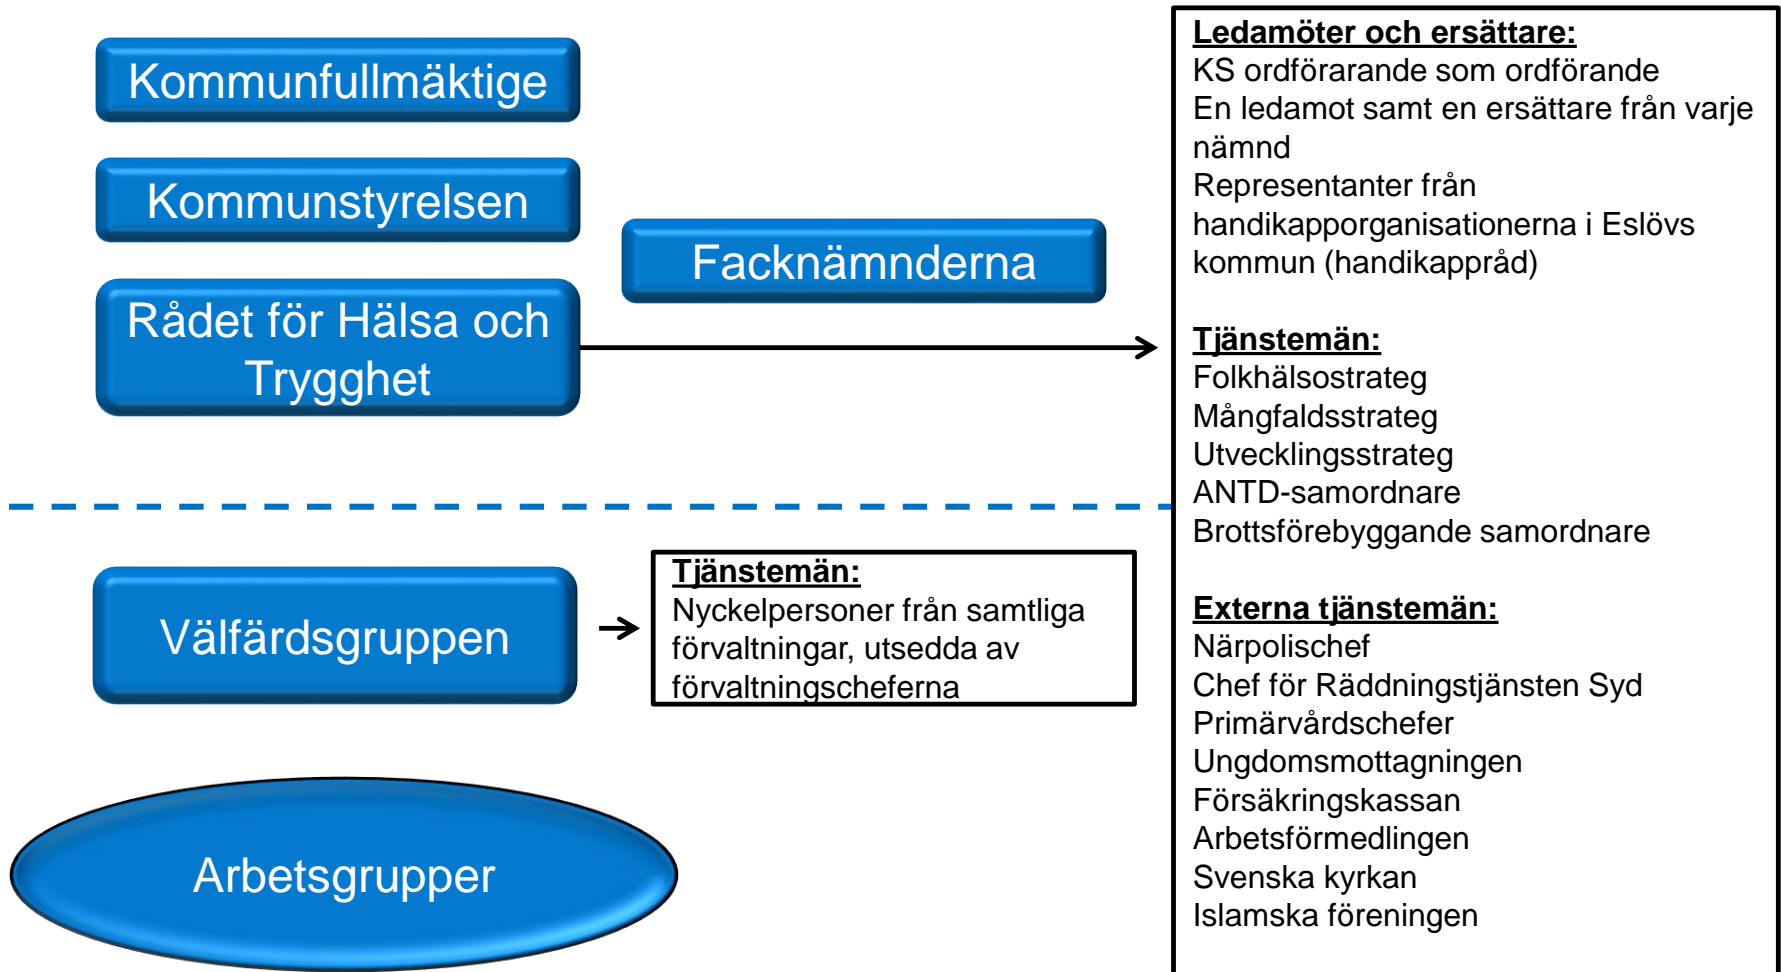 Kommunfullmäktige
Kommunstyrelsen
Rådet för Hälsa och
Trygghet
Facknämnderna
Ledamöter och ersättare:
KS ordförarande som ordförande
En ledamot samt en ersättare från varje
nämnd
Representanter från
handikapporganisationerna i Eslövs
kommun (handikappråd)
Tjänstemän:
Folkhälsostrateg
Mångfaldsstrateg
Utvecklingsstrateg
ANTD-samordnare
Brottsförebyggande samordnare
Externa tjänstemän:
Närpolischef
Chef för Räddningstjänsten Syd
Primärvårdschefer
Ungdomsmottagningen
Försäkringskassan
Arbetsförmedlingen
Svenska kyrkan
Islamska föreningen
Välfärdsgruppen
Tjänstemän:
Nyckelpersoner från samtliga
förvaltningar, utsedda av
förvaltningscheferna
Arbetsgrupper